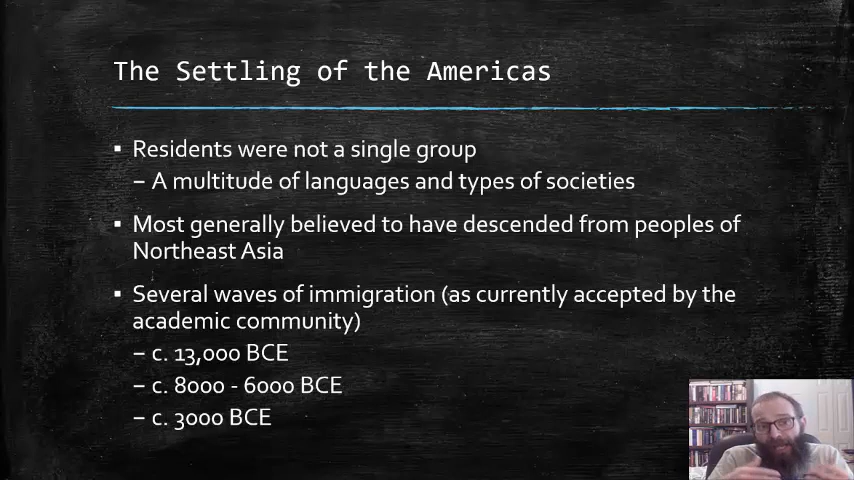 The Settling of the Americas
▪ Residents were not a single group
– A multitude of languages and types of societies
▪ Most generally believed to have descended from peoples of
Northeast Asia
▪ Several waves of immigration (as currently accepted by the
academic community)
– c. 13,000 BCE
– c. 8000 - 6000 BCE
– c. 3000 BCE